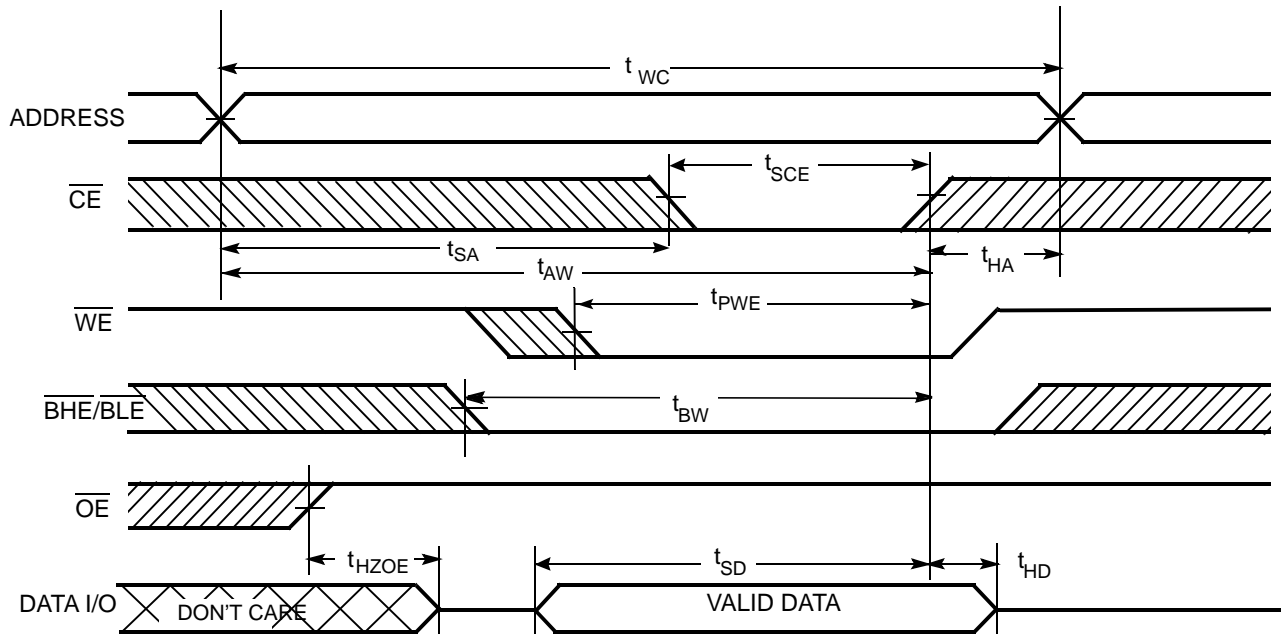 t WC
ADDRESS
t SCE
CE
t SA
t AW
t HA
t PWE
WE
BHE/BLE
t BW
OE
t HZOE
t SD
t HD
DATA I/O
DON'T CARE
VALID DATA